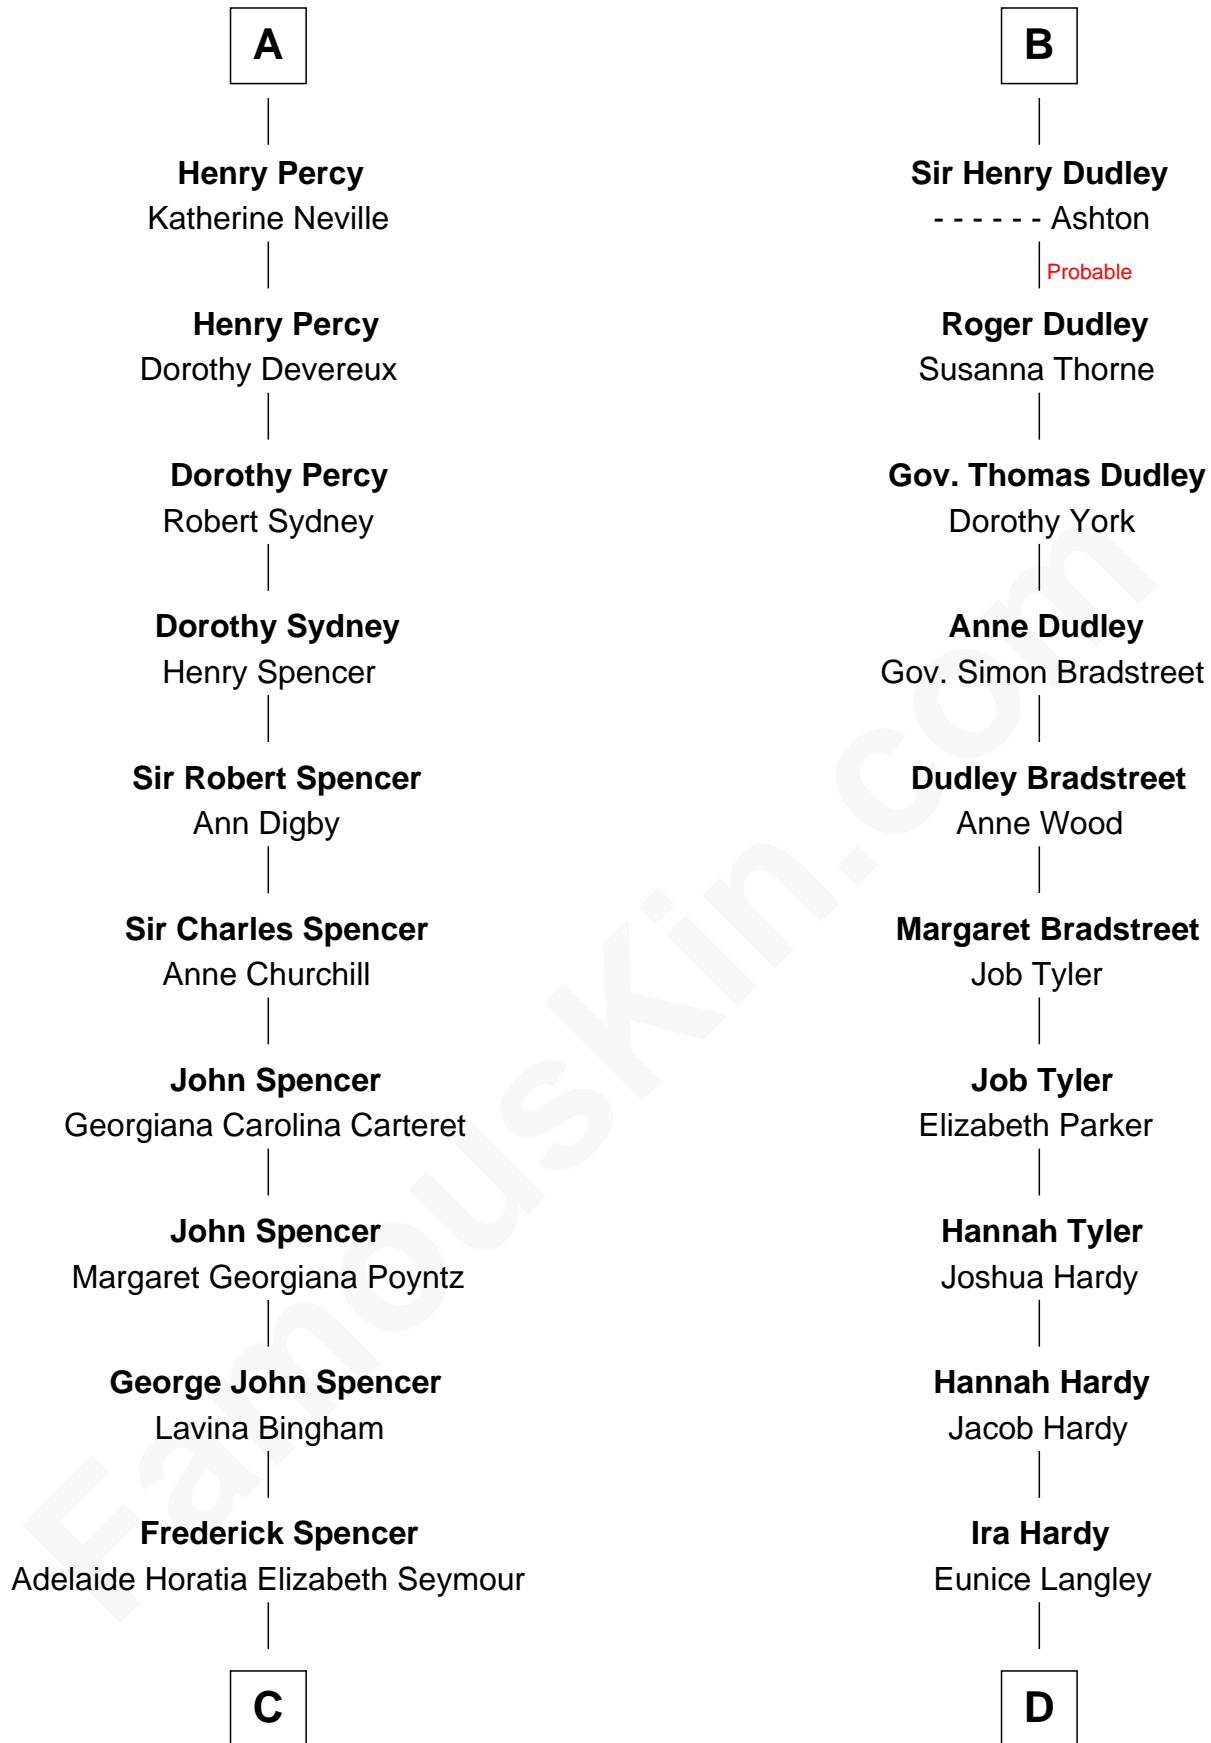 A
Henry Percy
Katherine Neville
Henry Percy
Dorothy Devereux
Dorothy Percy
Robert Sydney
Dorothy Sydney
Henry Spencer
Sir Robert Spencer
Ann Digby
Sir Charles Spencer
Anne Churchill
John Spencer
Georgiana Carolina Carteret
John Spencer
Margaret Georgiana Poyntz
George John Spencer
Lavina Bingham
Frederick Spencer
Adelaide Horatia Elizabeth Seymour
C
B
Sir Henry Dudley
- - - - - - Ashton
Probable
Roger Dudley
Susanna Thorne
Gov. Thomas Dudley
Dorothy York
Anne Dudley
Gov. Simon Bradstreet
Dudley Bradstreet
Anne Wood
Margaret Bradstreet
Job Tyler
Job Tyler
Elizabeth Parker
Hannah Tyler
Joshua Hardy
Hannah Hardy
Jacob Hardy
Ira Hardy
Eunice Langley
D
FamousKin.com